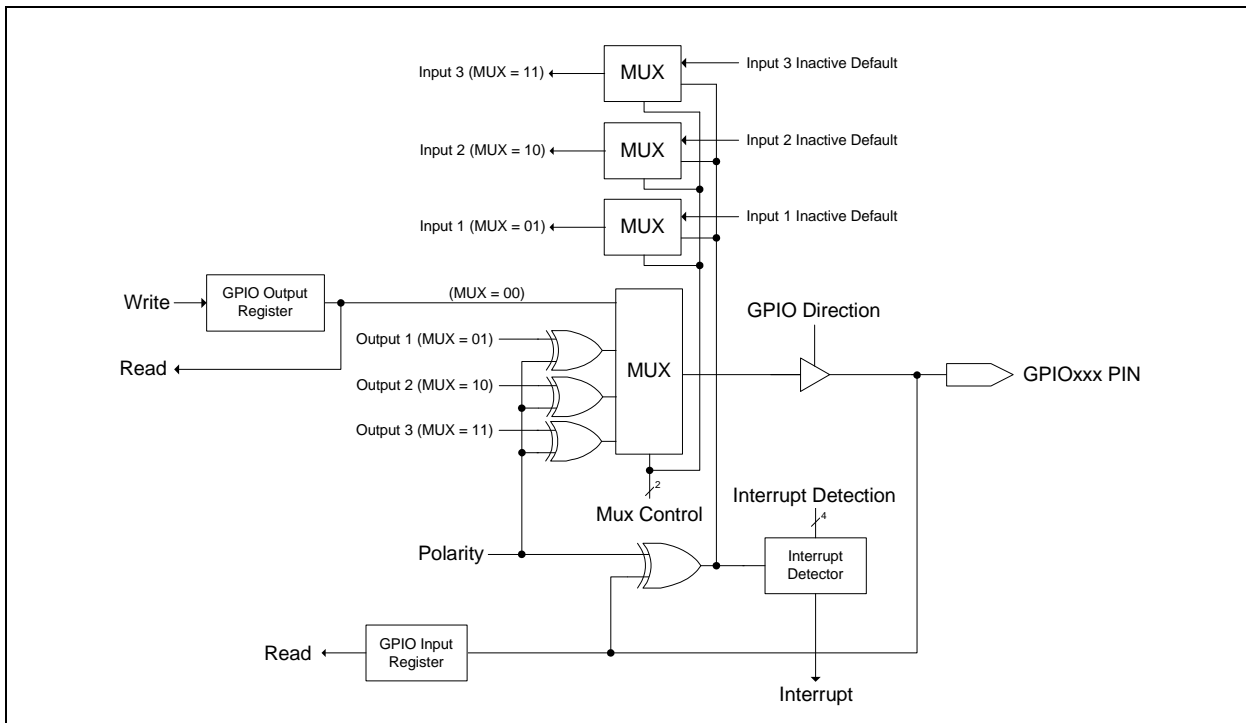 Input 3 (MUX = 11)
MUX
Input 3 Inactive Default
Input 2 (MUX = 10)
MUX
Input 2 Inactive Default
Input 1 (MUX = 01)
MUX
Input 1 Inactive Default
Write
GPIO Output
Register
(MUX = 00)
GPIO Direction
Output 1 (MUX = 01)
Read
MUX
GPIOxxx PIN
Output 2 (MUX = 10)
Output 3 (MUX = 11)
2
Mux Control
Interrupt Detection
4
Polarity
Interrupt
Detector
Read
GPIO Input
Register
Interrupt